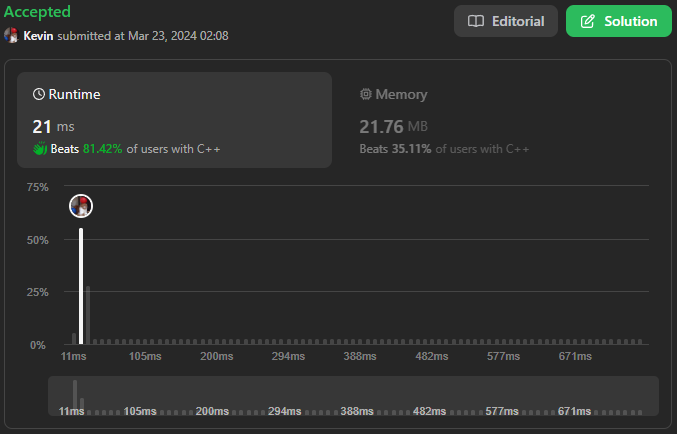 Accepted
Kevin submitted at Mar 23, 2024 02:08
Editorial
Solution
Runtime
21 ms
Beats 81.42% of users with C++
Memory
21.76 MB
Beats 35.11% of users with C++
75%
50%
25%
0%
11ms 105ms 200ms 294ms 388ms 482ms 577ms 671ms
11ms 105ms 200ms 294ms 388ms 482ms 577ms 671ms